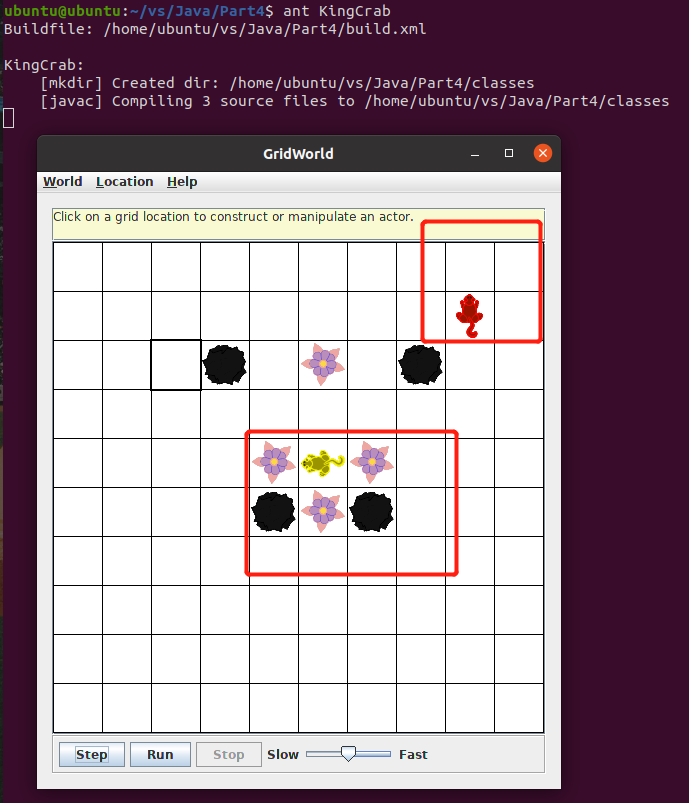 ubuntu@ubuntu:~/vs/Java/Part4$ ant KingCrab
Buildfile: /home/ubuntu/vs/Java/Part4/build.xml
KingCrab:
[mkdir] Created dir: /home/ubuntu/vs/Java/Part4/classes
[javac] Compiling 3 source files to /home/ubuntu/vs/Java/Part4/classes
GridWorld
World Location Help
Click on a grid location to construct or manipulate an actor.
Step Run Stop Slow Fast